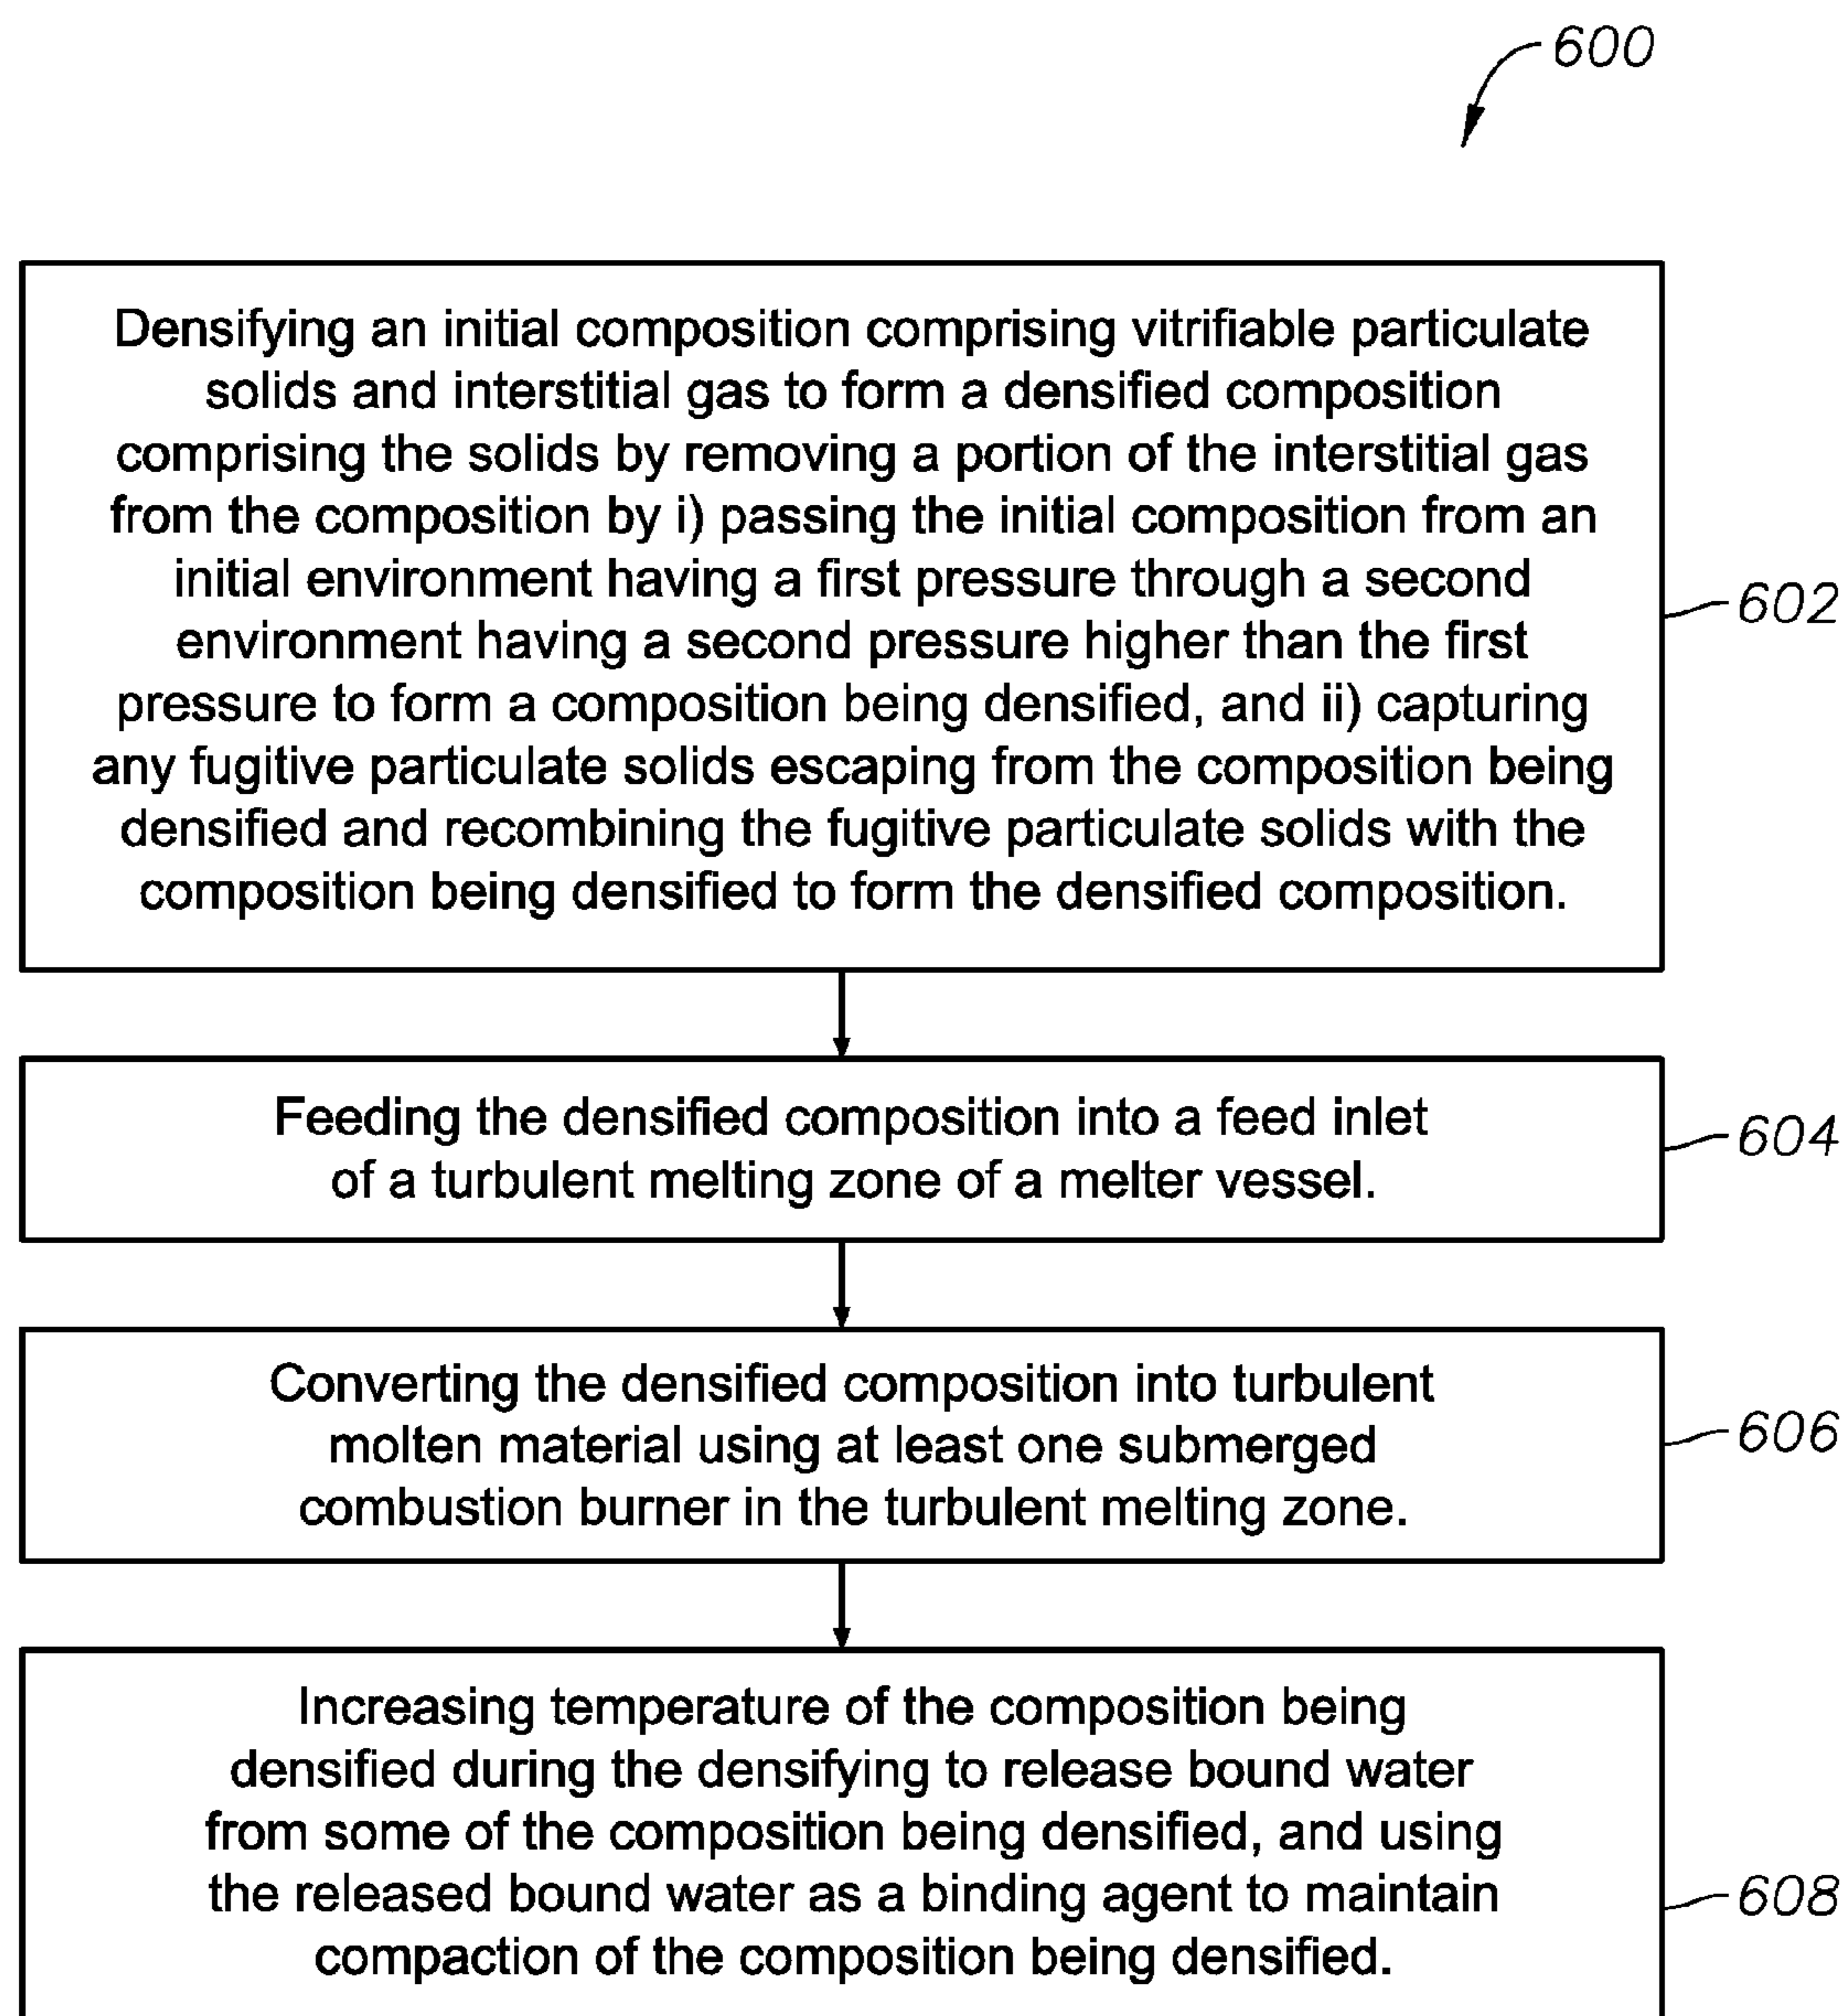 600
Densifying an initial composition comprising vitrifiable particulate
solids and interstitial gas to form a densified composition
comprising the solids by removing a portion of the interstitial gas
from the composition by i) passing the initial composition from an
initial environment having a first pressure through a second
environment having a second pressure higher than the first
pressure to form a composition being densified, and ii) capturing
any fugitive particulate solids escaping from the composition being
densified and recombining the fugitive particulate solids with the
composition being densified to form the densified composition.
602
Feeding the densified composition into a feed inlet
of a turbulent melting zone of a melter vessel.
604
Converting the densified composition into turbulent
molten material using at least one submerged
combustion burner in the turbulent melting zone.
606
Increasing temperature of the composition being
densified during the densifying to release bound water
from some of the composition being densified, and using
the released bound water as a binding agent to maintain
compaction of the composition being densified.
608